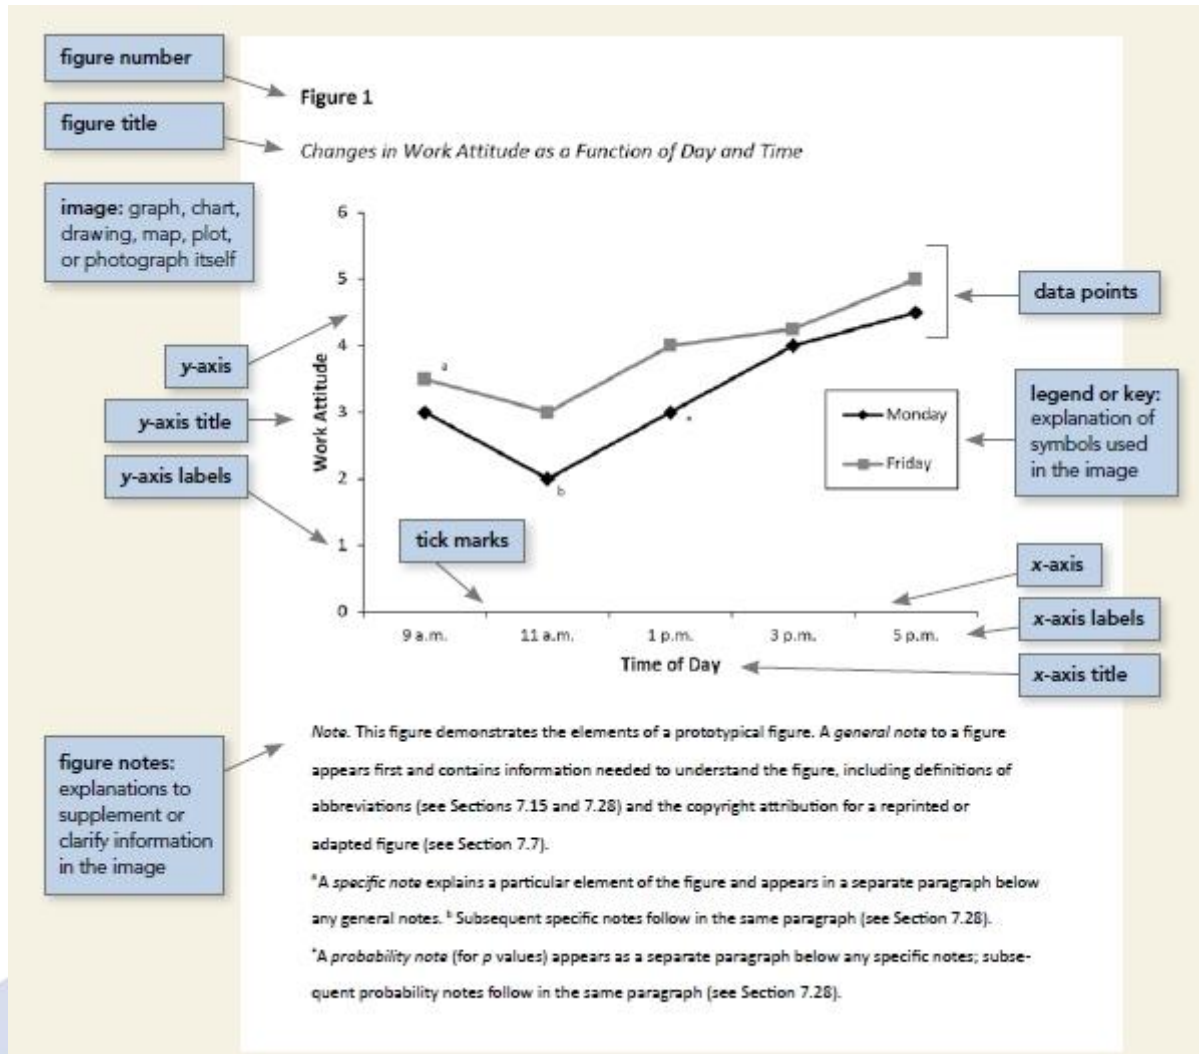 figure number
Figure 1
figure title
Changes in Work Attitude as a Function of Day and Time
image: graph, chart,
drawing, map, plot,
or photograph itself
6
5
4
3
2
1
0
Work Attitude
y-axis
y-axis title
y-axis labels
a
b
*
tick marks
data points
Monday
Friday
legend or key:
explanation of
symbols used
in the image
x-axis
x-axis labels
x-axis title
9 a.m. 11 a.m. 1 p.m. 3 p.m. 5 p.m.
Time of Day
figure notes:
explanations to
supplement or
clarify information
in the image
Note. This figure demonstrates the elements of a prototypical figure. A general note to a figure
appears first and contains information needed to understand the figure, including definitions of
abbreviations (see Sections 7.15 and 7.28) and the copyright attribution for a reprinted or
adapted figure (see Section 7.7).
ᵃA specific note explains a particular element of the figure and appears in a separate paragraph below
any general notes. ᵇ Subsequent specific notes follow in the same paragraph (see Section 7.28).
*A probability note (for p values) appears as a separate paragraph below any specific notes; subse-
quent probability notes follow in the same paragraph (see Section 7.28).